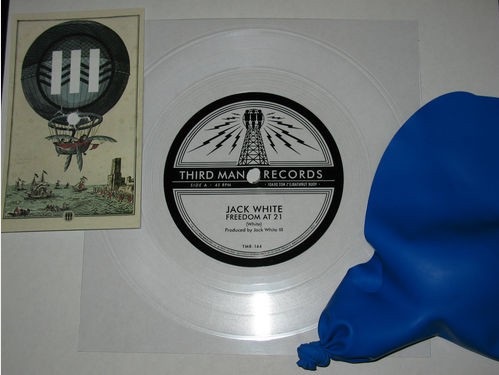 III
THIRD MAN RECORDS
SIDE A · 45 RPM
JACK WHITE
FREEDOM AT 21
(White)
Produced by Jack White III
TMR-164
III